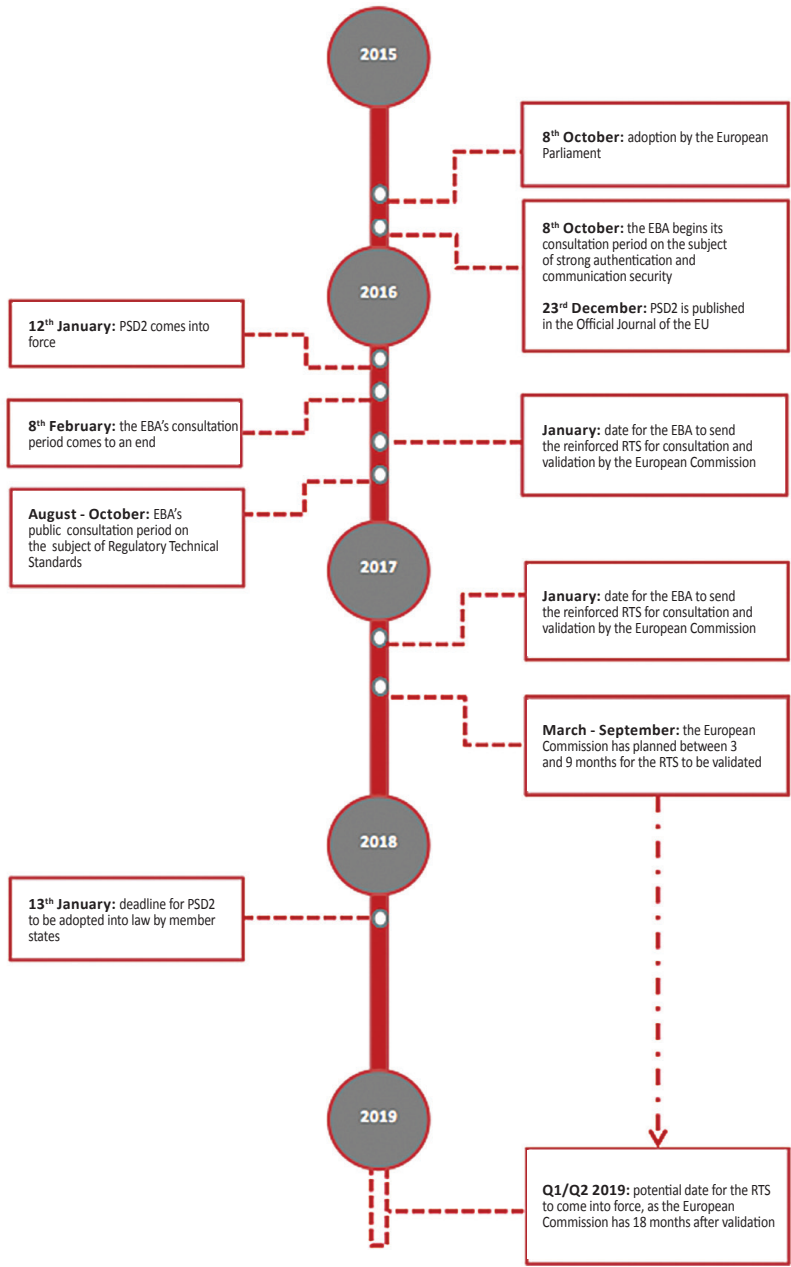 2015
8th October: adoption by the European
Parliament
8th October: the EBA begins its
consultation period on the subject
of strong authentication and
communication security
23rd December: PSD2 is published
in the Official Journal of the EU
2016
12th January: PSD2 comes into
force
8th February: the EBA's consultation
period comes to an end
January: date for the EBA to send
the reinforced RTS for consultation and
validation by the European Commission
August - October: EBA's
public consultation period on
the subject of Regulatory Technical
Standards
2017
January: date for the EBA to send
the reinforced RTS for consultation and
validation by the European Commission
March - September: the European
Commission has planned between 3
and 9 months for the RTS to be validated
2018
13th January: deadline for PSD2
to be adopted into law by member
states
2019
Q1/Q2 2019: potential date for the RTS
to come into force, as the European
Commission has 18 months after validation